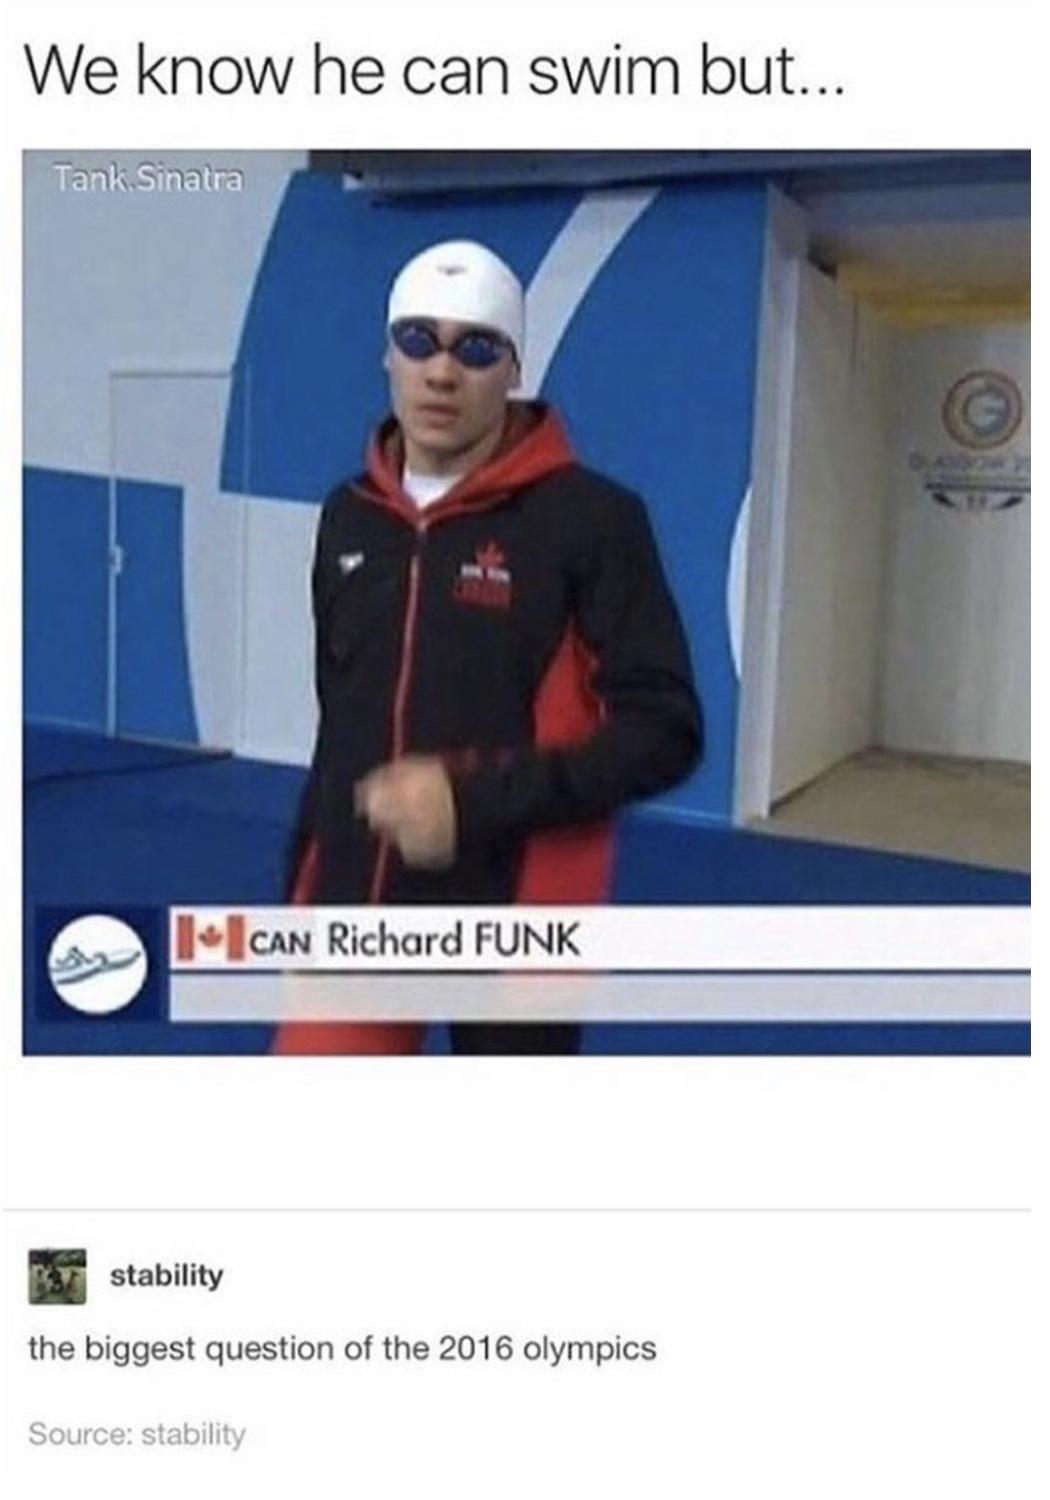 We know he can swim but...
Tank.Sinatra
CAN Richard FUNK
stability
the biggest question of the 2016 olympics
Source: stability